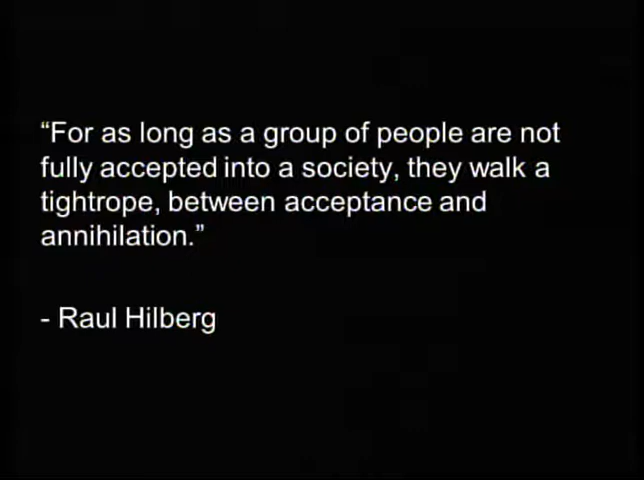 “For as long as a group of people are not
fully accepted into a society, they walk a
tightrope, between acceptance and
annihilation.”
- Raul Hilberg